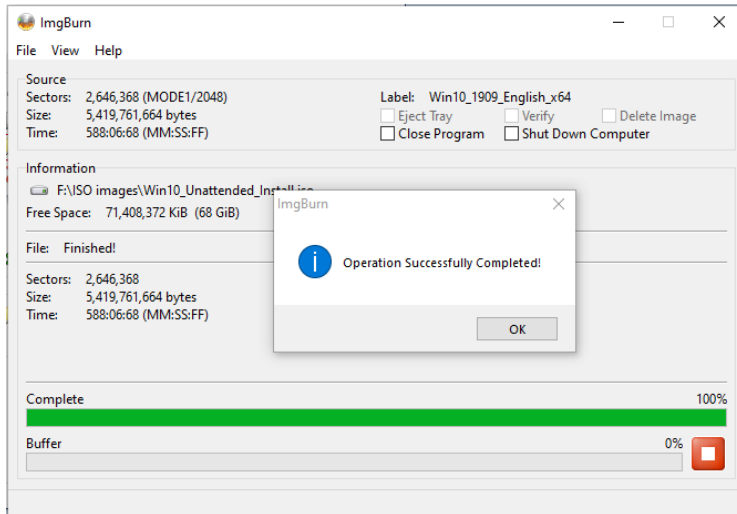 ImgBurn
File View Help
Source
Sectors: 2,646,368 (MODE1/2048)
Size: 5,419,761,664 bytes
Time: 588:06:68 (MM:SS:FF)
Label: Win10_1909_English_x64
Eject Tray Verify Delete Image
Close Program Shut Down Computer
Information
F:\ISO images\Win10_Unattended_Install.iso
Free Space: 71,408,372 KiB (68 GiB)
File: Finished!
Sectors: 2,646,368
Size: 5,419,761,664 bytes
Time: 588:06:68 (MM:SS:FF)
ImgBurn
Operation Successfully Completed!
OK
Complete 100%
Buffer 0%